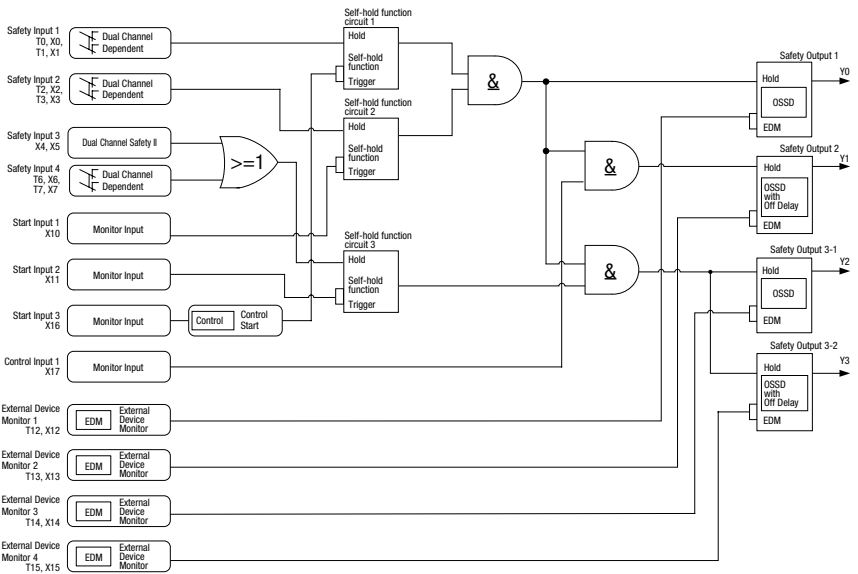 Safety Input 1
T0, X0,
T1, X1
Dual Channel
Dependent
Safety Input 2
T2, X2,
T3, X3
Dual Channel
Dependent
Safety Input 3
X4, X5
Dual Channel Safety II
Safety Input 4
T6, X6,
T7, X7
Dual Channel
Dependent
>=1
Start Input 1
X10
Monitor Input
Start Input 2
X11
Monitor Input
Start Input 3
X16
Monitor Input
Control
Control
Start
Control Input 1
X17
Monitor Input
External Device
Monitor 1
T12, X12
EDM
External
Device
Monitor
External Device
Monitor 2
T13, X13
EDM
External
Device
Monitor
External Device
Monitor 3
T14, X14
EDM
External
Device
Monitor
External Device
Monitor 4
T15, X15
EDM
External
Device
Monitor
Self-hold function
circuit 1
Hold
Self-hold
function
Trigger
Self-hold function
circuit 2
Hold
Self-hold
function
Trigger
Self-hold function
circuit 3
Hold
Self-hold
function
Trigger
&
&
&
Safety Output 1
Y0
Hold
OSSD
EDM
Safety Output 2
Y1
Hold
OSSD
with
Off Delay
EDM
Safety Output 3-1
Y2
Hold
OSSD
EDM
Safety Output 3-2
Y3
Hold
OSSD
with
Off Delay
EDM